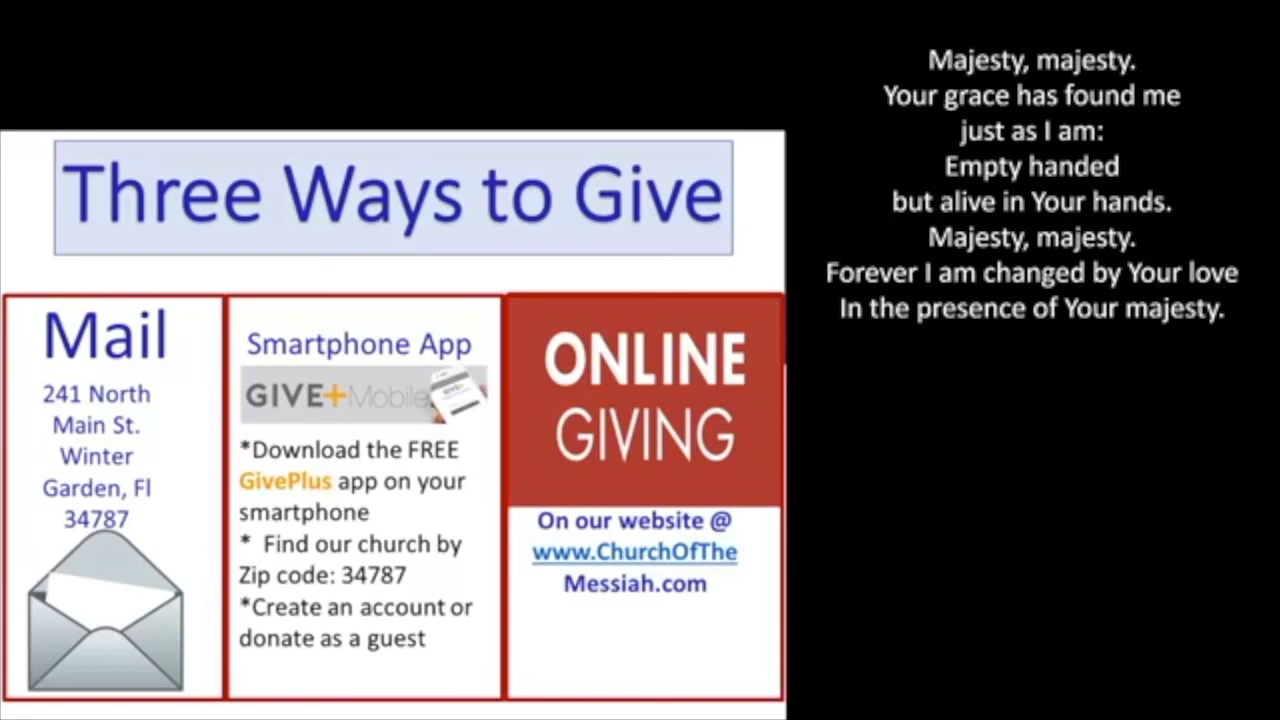 Three Ways to Give
Mail
241 North
Main St.
Winter
Garden, Fl
34787
Smartphone App
GIVE+Mobile
*Download the FREE
GivePlus app on your
smartphone
* Find our church by
Zip code: 34787
*Create an account or
donate as a guest
ONLINE
GIVING
On our website @
www.ChurchOfThe
Messiah.com
Majesty, majesty.
Your grace has found me
just as I am:
Empty handed
but alive in Your hands.
Majesty, majesty.
Forever I am changed by Your love
In the presence of Your majesty.